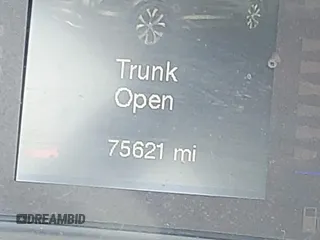 Trunk
Open
75621 mi
DREAMBID